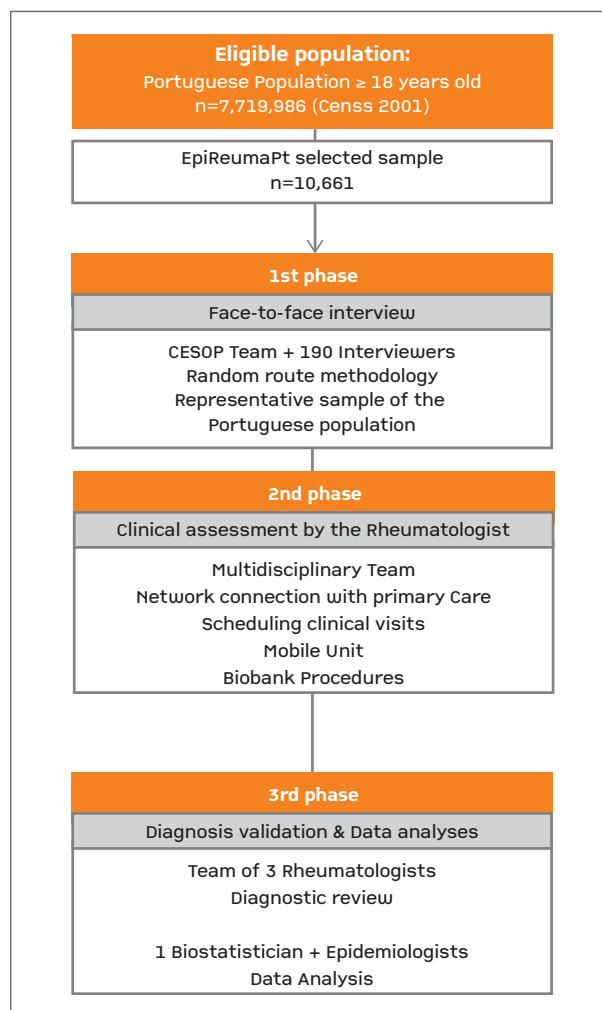 Eligible population:
Portuguese Population ≥ 18 years old
n=7,719,986 (Censs 2001)
EpiReumaPt selected sample
n=10,661
1st phase
Face-to-face interview
CESOP Team + 190 Interviewers
Random route methodology
Representative sample of the
Portuguese population
2nd phase
Clinical assessment by the Rheumatologist
Multidisciplinary Team
Network connection with primary Care
Scheduling clinical visits
Mobile Unit
Biobank Procedures
3rd phase
Diagnosis validation & Data analyses
Team of 3 Rheumatologists
Diagnostic review
1 Biostatistician + Epidemiologists
Data Analysis